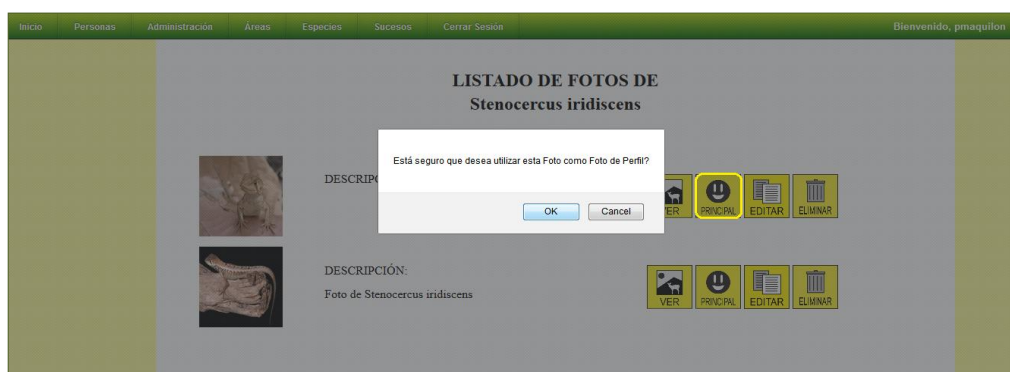 Inicio Personas Administración Áreas Especies Sucesos Cerrar Sesión Bienvenido, pmaquilon
LISTADO DE FOTOS DE
Stenocercus iridiscens
Está seguro que desea utilizar esta Foto como Foto de Perfil?
OK Cancel
VER PRINCIPAL EDITAR ELIMINAR
DESCRIPCIÓN:
Foto de Stenocercus iridiscens
VER PRINCIPAL EDITAR ELIMINAR